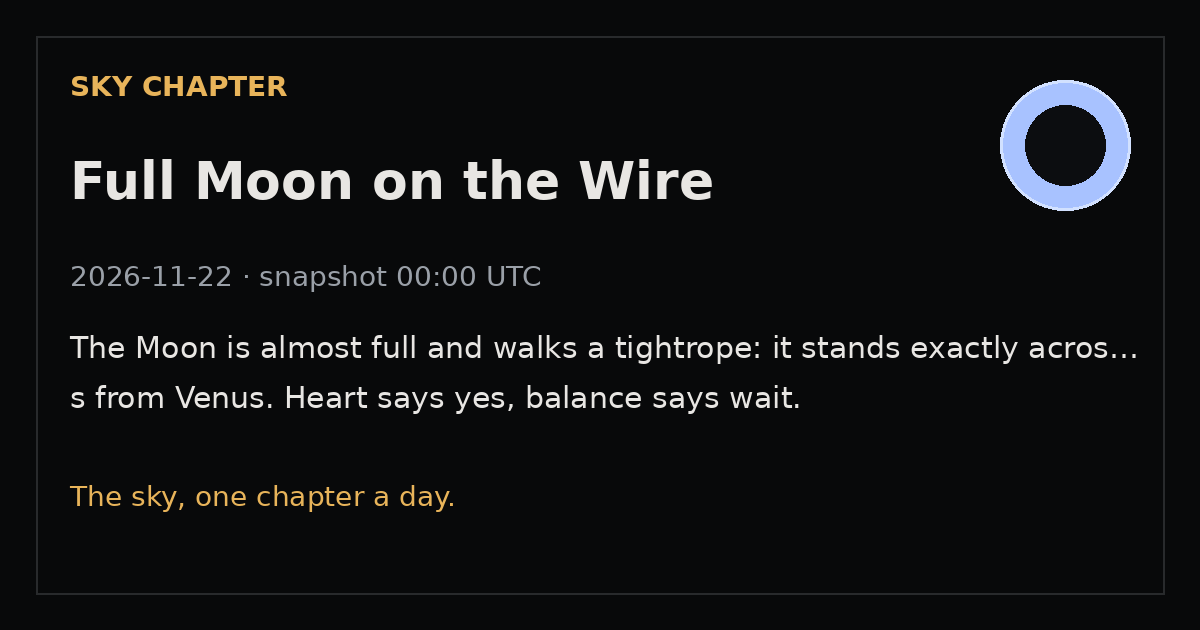 SKY CHAPTER
Full Moon on the Wire
2026-11-22 · snapshot 00:00 UTC
The Moon is almost full and walks a tightrope: it stands exactly acros…
s from Venus. Heart says yes, balance says wait.
The sky, one chapter a day.